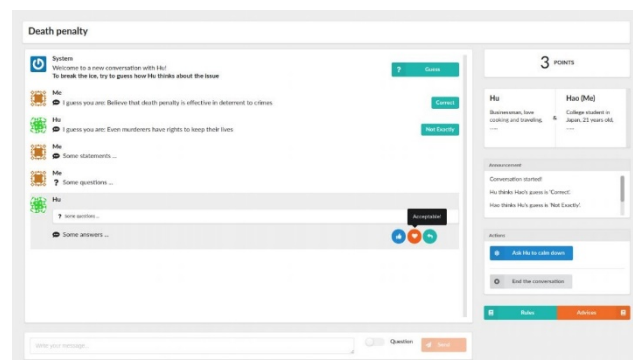 Death penalty
System
Welcome to a new conversation with Hu!
To break the ice, try to guess how Hu thinks about the issue
? Guess
Me
I guess you are: Believe that death penalty is effective in deterrent to crimes
Correct
Hu
I guess you are: Even murderers have rights to keep their lives
Not Exactly
Me
Some statements ...
Me
? Some questions ...
Hu
? Some questions ...
Acceptable!
Some answers ...
Write your message...
Question
Send
3 POINTS
Hu
Businessman, love
cooking and traveling,
....
&
Hao (Me)
College student in
Japan, 21 years old,
....
Announcement
Conversation started!
Hu thinks Hao's guess is 'Correct'.
Hao thinks Hu's guess is 'Not Exactly'.
Actions
Ask Hu to calm down
End the conversation
Rules
Advices